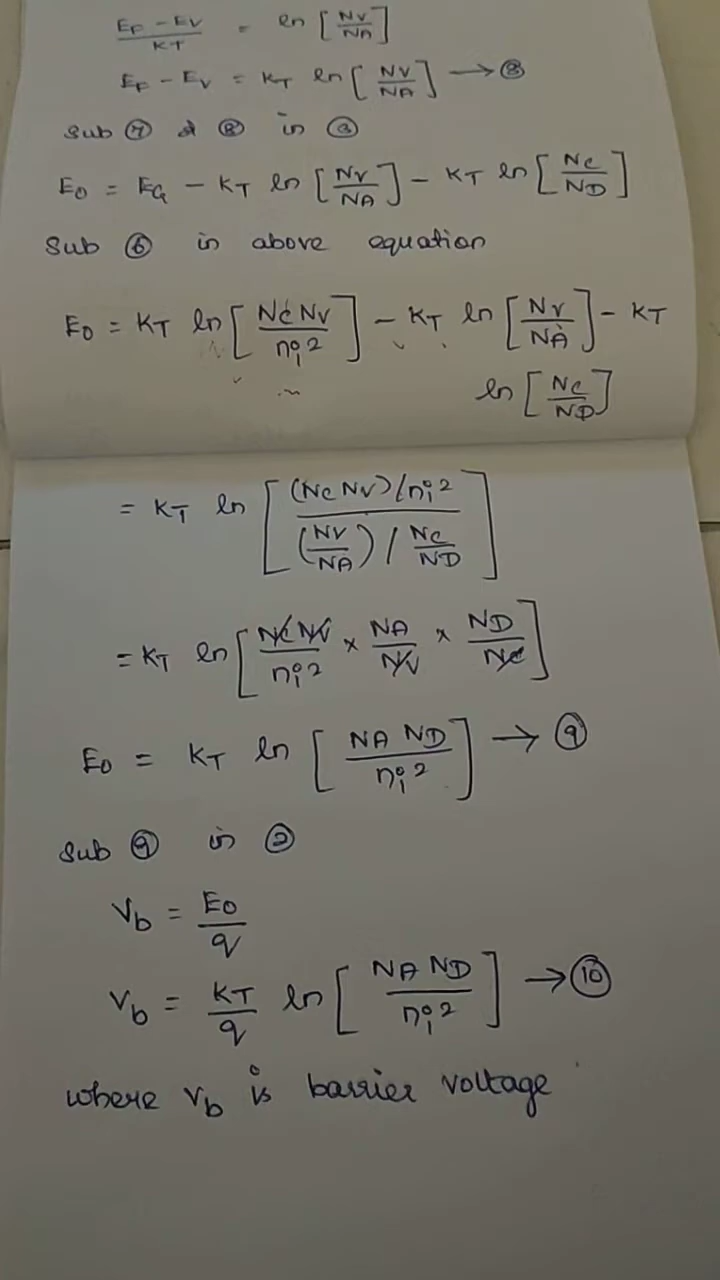 EF - EV / KT = ln [NV/NA]
EF - EV = KT ln [NV/NA] → ⑧
Sub ⑦ & ⑧ in ③
E0 = EG - KT ln [NV/NA] - KT ln [NC/ND]
Sub ⑥ in above equation
E0 = KT ln [NC NV/ni²] - KT ln [NV/NA] - KT
ln [NC/ND]
= KT ln [(NC NV)/ni² / (NV/NA) / NC/ND]
= KT ln [NC NV/ni² × NA/NV × ND/NC]
E0 = KT ln [NA ND/ni²] → ⑨
Sub ⑨ in ②
Vb = E0/q
Vb = KT/q ln [NA ND/ni²] → ⑩
where Vb is barrier voltage